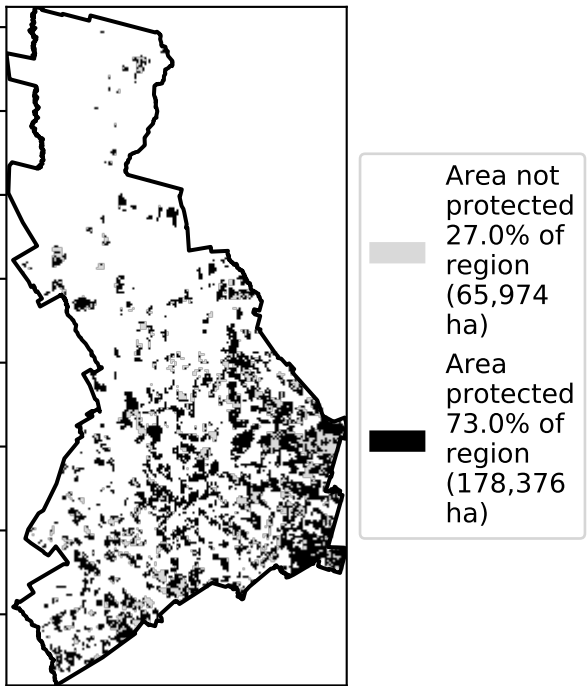 Area not
protected
27.0% of
region
(65,974
ha)
Area
protected
73.0% of
region
(178,376
ha)